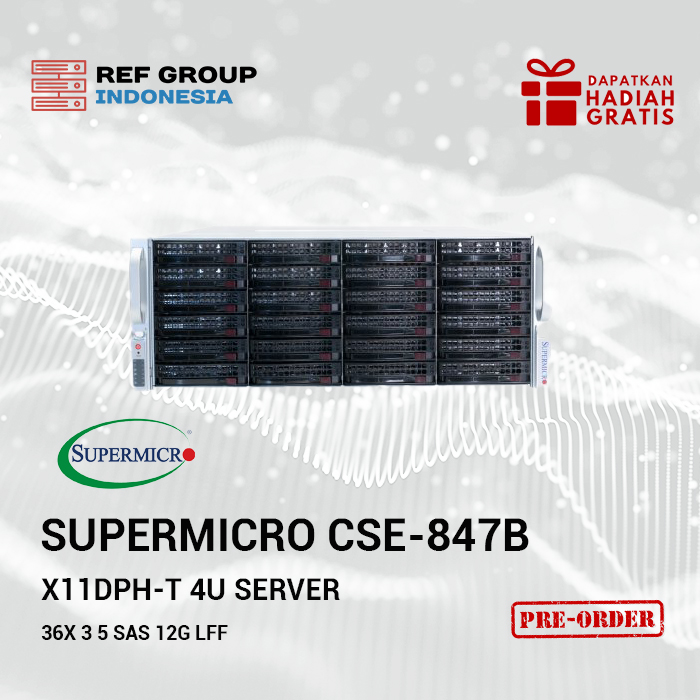 REF GROUP
INDONESIA
DAPATKAN
HADIAH
GRATIS
SUPERMICRO
SUPERMICRO®
SUPERMICRO CSE-847B
X11DPH-T 4U SERVER
36X 3 5 SAS 12G LFF
PRE-ORDER